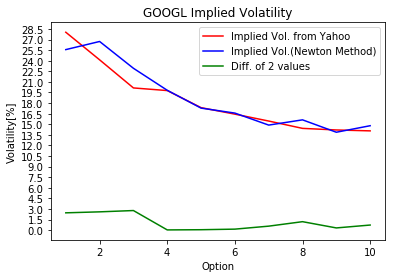 GOOGL Implied Volatility
Implied Vol. from Yahoo
Implied Vol.(Newton Method)
Diff. of 2 values
Volatility[%]
28.5
27.0
25.5
24.0
22.5
21.0
19.5
18.0
16.5
15.0
13.5
12.0
10.5
9.0
7.5
6.0
4.5
3.0
1.5
0.0
2 4 6 8 10
Option